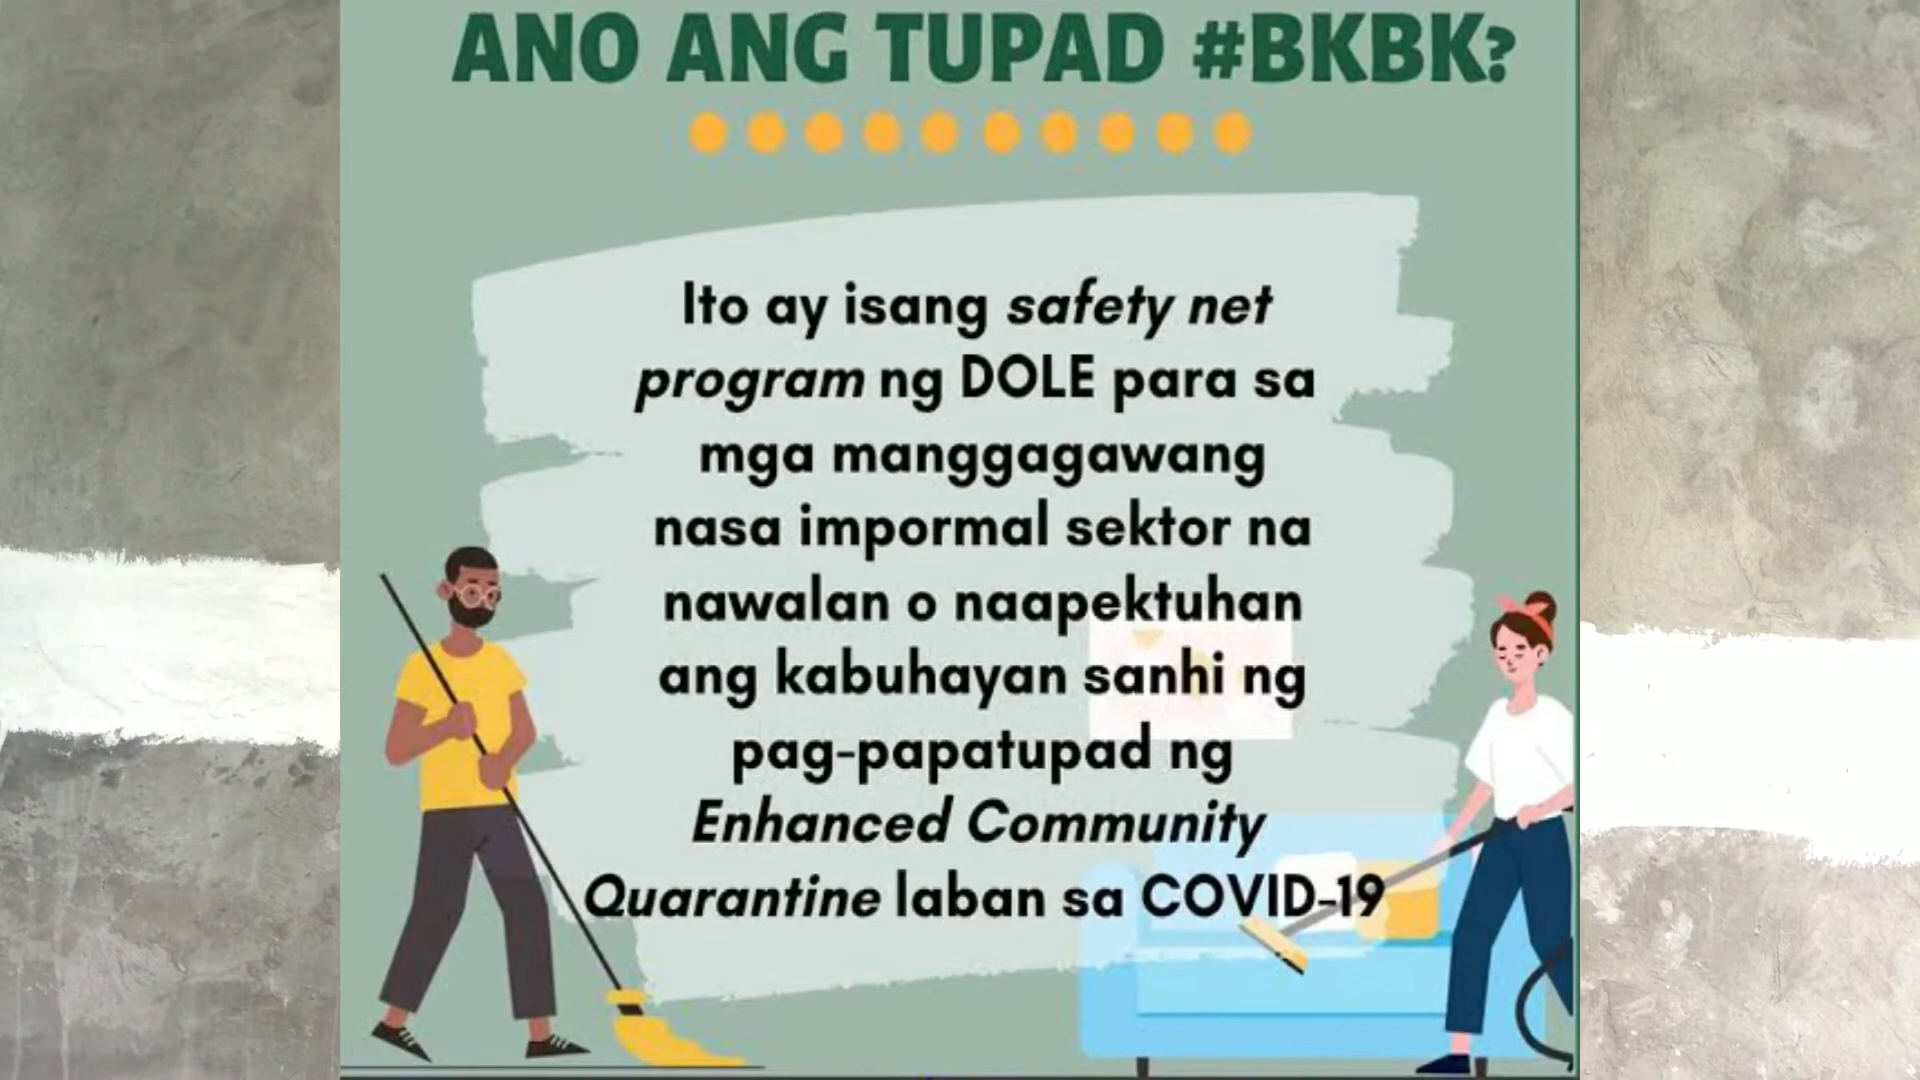 ANO ANG TUPAD #BKBK?
Ito ay isang safety net
program ng DOLE para sa
mga manggagawang
nasa impormal sektor na
nawalan o naapektuhan
ang kabuhayan sanhi ng
pag-papatupad ng
Enhanced Community
Quarantine laban sa COVID-19